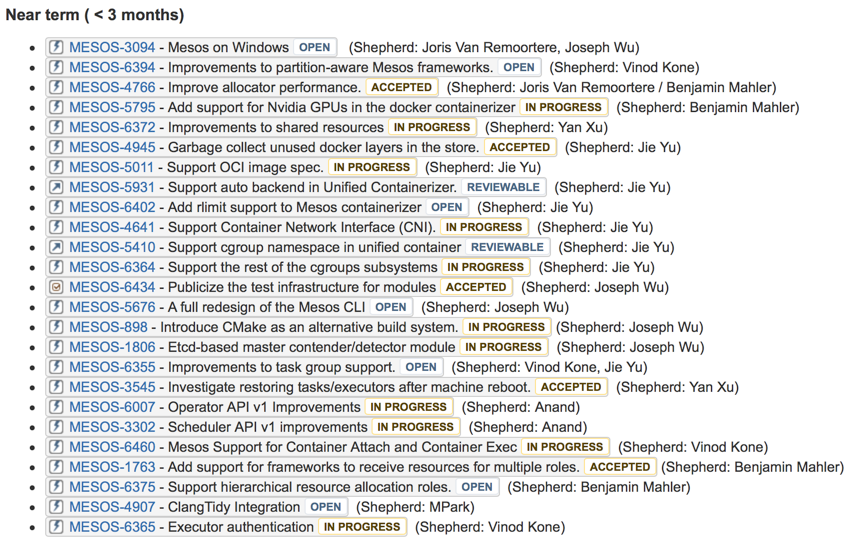 Near term ( < 3 months)
MESOS-3094 - Mesos on Windows OPEN (Shepherd: Joris Van Remoortere, Joseph Wu)
MESOS-6394 - Improvements to partition-aware Mesos frameworks. OPEN (Shepherd: Vinod Kone)
MESOS-4766 - Improve allocator performance. ACCEPTED (Shepherd: Joris Van Remoortere / Benjamin Mahler)
MESOS-5795 - Add support for Nvidia GPUs in the docker containerizer IN PROGRESS (Shepherd: Benjamin Mahler)
MESOS-6372 - Improvements to shared resources IN PROGRESS (Shepherd: Yan Xu)
MESOS-4945 - Garbage collect unused docker layers in the store. ACCEPTED (Shepherd: Jie Yu)
MESOS-5011 - Support OCI image spec. IN PROGRESS (Shepherd: Jie Yu)
MESOS-5931 - Support auto backend in Unified Containerizer. REVIEWABLE (Shepherd: Jie Yu)
MESOS-6402 - Add rlimit support to Mesos containerizer OPEN (Shepherd: Jie Yu)
MESOS-4641 - Support Container Network Interface (CNI). IN PROGRESS (Shepherd: Jie Yu)
MESOS-5410 - Support cgroup namespace in unified container REVIEWABLE (Shepherd: Jie Yu)
MESOS-6364 - Support the rest of the cgroups subsystems IN PROGRESS (Shepherd: Jie Yu)
MESOS-6434 - Publicize the test infrastructure for modules ACCEPTED (Shepherd: Joseph Wu)
MESOS-5676 - A full redesign of the Mesos CLI OPEN (Shepherd: Joseph Wu)
MESOS-898 - Introduce CMake as an alternative build system. IN PROGRESS (Shepherd: Joseph Wu)
MESOS-1806 - Etcd-based master contender/detector module IN PROGRESS (Shepherd: Joseph Wu)
MESOS-6355 - Improvements to task group support. OPEN (Shepherd: Vinod Kone, Jie Yu)
MESOS-3545 - Investigate restoring tasks/executors after machine reboot. ACCEPTED (Shepherd: Yan Xu)
MESOS-6007 - Operator API v1 Improvements IN PROGRESS (Shepherd: Anand)
MESOS-3302 - Scheduler API v1 improvements IN PROGRESS (Shepherd: Anand)
MESOS-6460 - Mesos Support for Container Attach and Container Exec IN PROGRESS (Shepherd: Vinod Kone)
MESOS-1763 - Add support for frameworks to receive resources for multiple roles. ACCEPTED (Shepherd: Benjamin Mahler)
MESOS-6375 - Support hierarchical resource allocation roles. OPEN (Shepherd: Benjamin Mahler)
MESOS-4907 - ClangTidy Integration OPEN (Shepherd: MPark)
MESOS-6365 - Executor authentication IN PROGRESS (Shepherd: Vinod Kone)